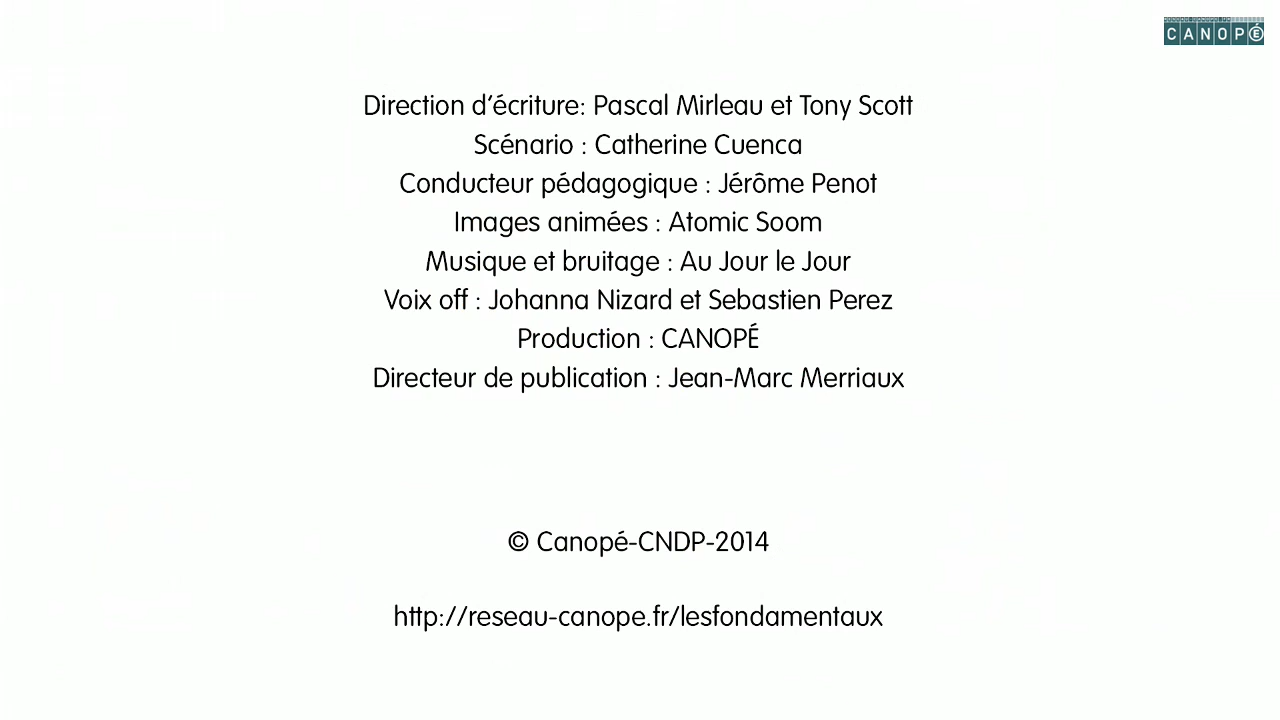 CANOPÉ
Direction d'écriture: Pascal Mirleau et Tony Scott
Scénario : Catherine Cuenca
Conducteur pédagogique : Jérôme Penot
Images animées : Atomic Soom
Musique et bruitage : Au Jour le Jour
Voix off : Johanna Nizard et Sebastien Perez
Production : CANOPÉ
Directeur de publication : Jean-Marc Merriaux
© Canopé-CNDP-2014
http://reseau-canope.fr/lesfondamentaux